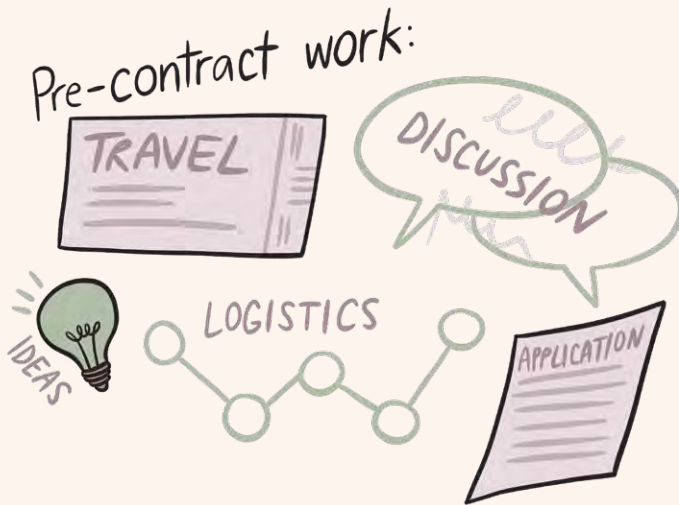 Pre-contract work:
TRAVEL
DISCUSSION
IDEAS
LOGISTICS
APPLICATION